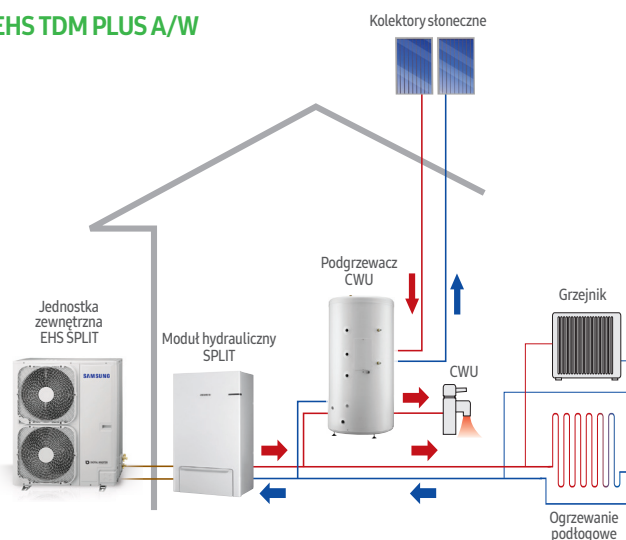 EHS TDM PLUS A/W
Kolektory słoneczne
Podgrzewacz
CWU
Grzejnik
Jednostka
zewnętrzna
EHS SPLIT
Moduł hydrauliczny
SPLIT
CWU
SAMSUNG
Ogrzewanie
podłogowe